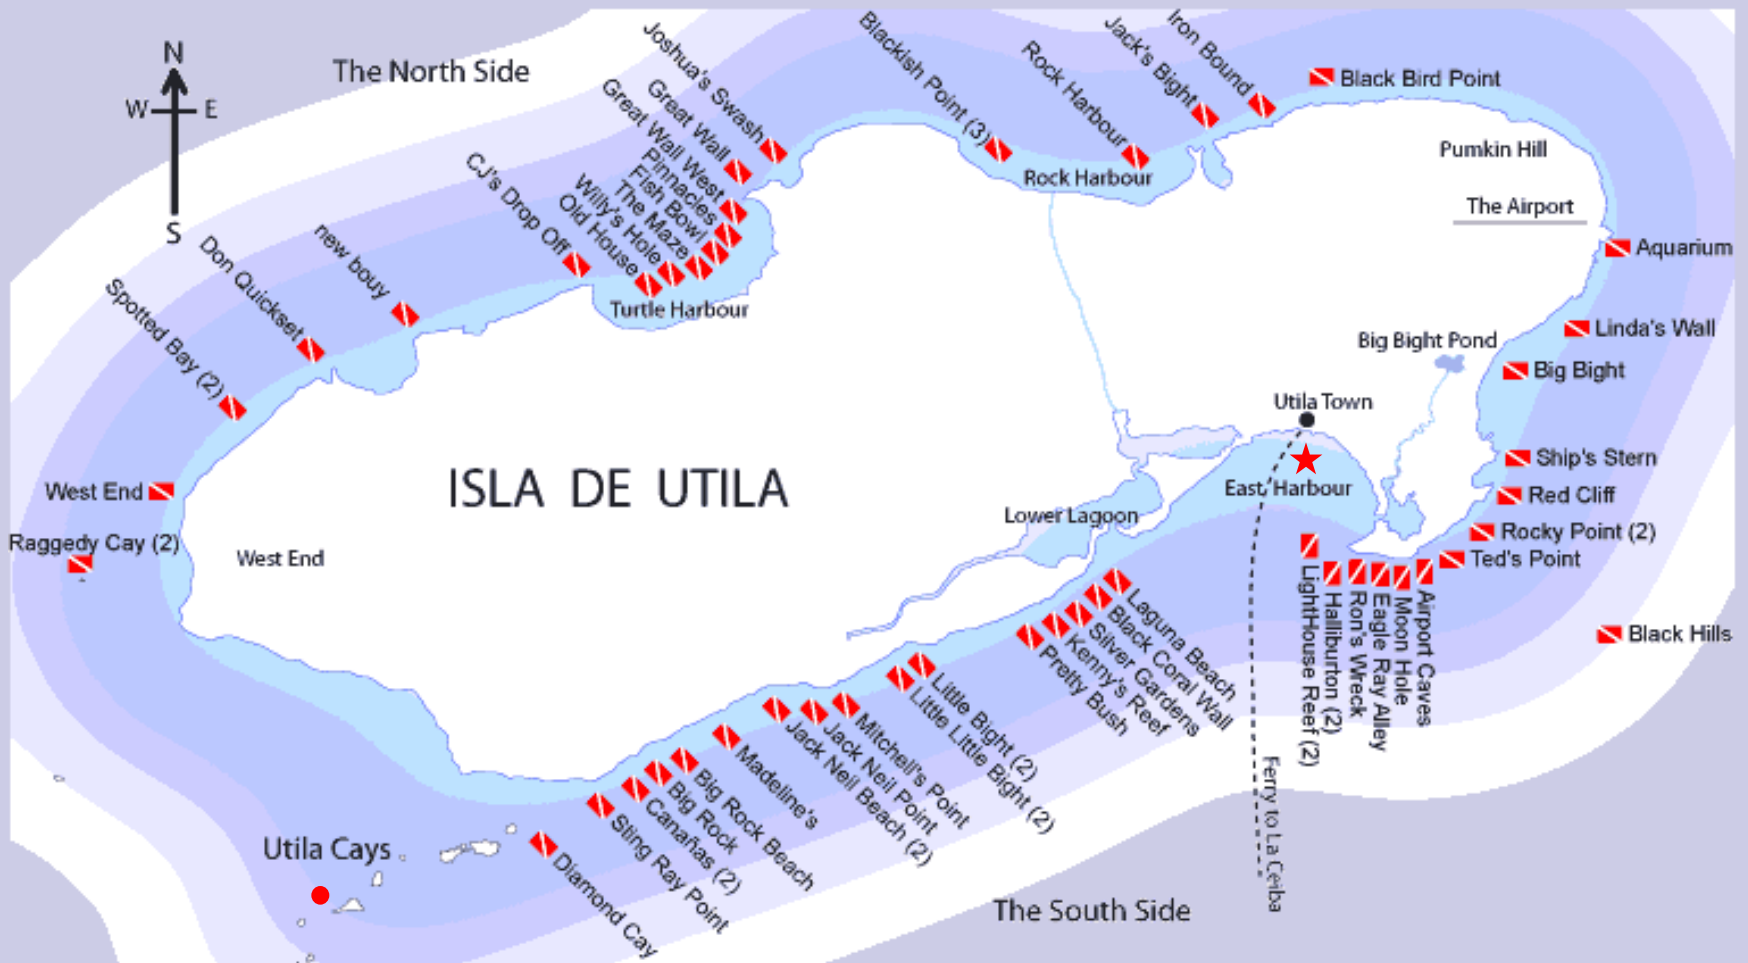 N
W
E
S
The North Side
Joshua's Swash
Great Wall
Great Wall West
Pinnacles
Fish Bowl
The Maze
Willy's Hole
Old House
CJ's Drop Off
new bouy
Don Quickset
Spotted Bay (2)
West End
Raggedy Cay (2)
Blackish Point (3)
Rock Harbour
Jack's Bight
Iron Bound
Black Bird Point
Pumkin Hill
The Airport
Rock Harbour
Turtle Harbour
Aquarium
Linda's Wall
Big Bight Pond
Big Bight
Utila Town
Ship's Stern
Red Cliff
Rocky Point (2)
Ted's Point
Black Hills
ISLA DE UTILA
East Harbour
Lower Lagoon
West End
Airport Caves
Moon Hole
Eagle Ray Alley
Ron's Wreck
Halliburton (2)
LightHouse Reef (2)
Laguna Beach
Black Coral Wall
Silver Gardens
Kenny's Reef
Pretty Bush
Little Bight (2)
Little Little Bight (2)
Mitchell's Point
Jack Neil Point
Jack Neil Beach (2)
Madeline's
Big Rock Beach
Big Rock
Canañas (2)
Sting Ray Point
Diamond Cay
Utila Cays
Ferry to La Ceiba
The South Side